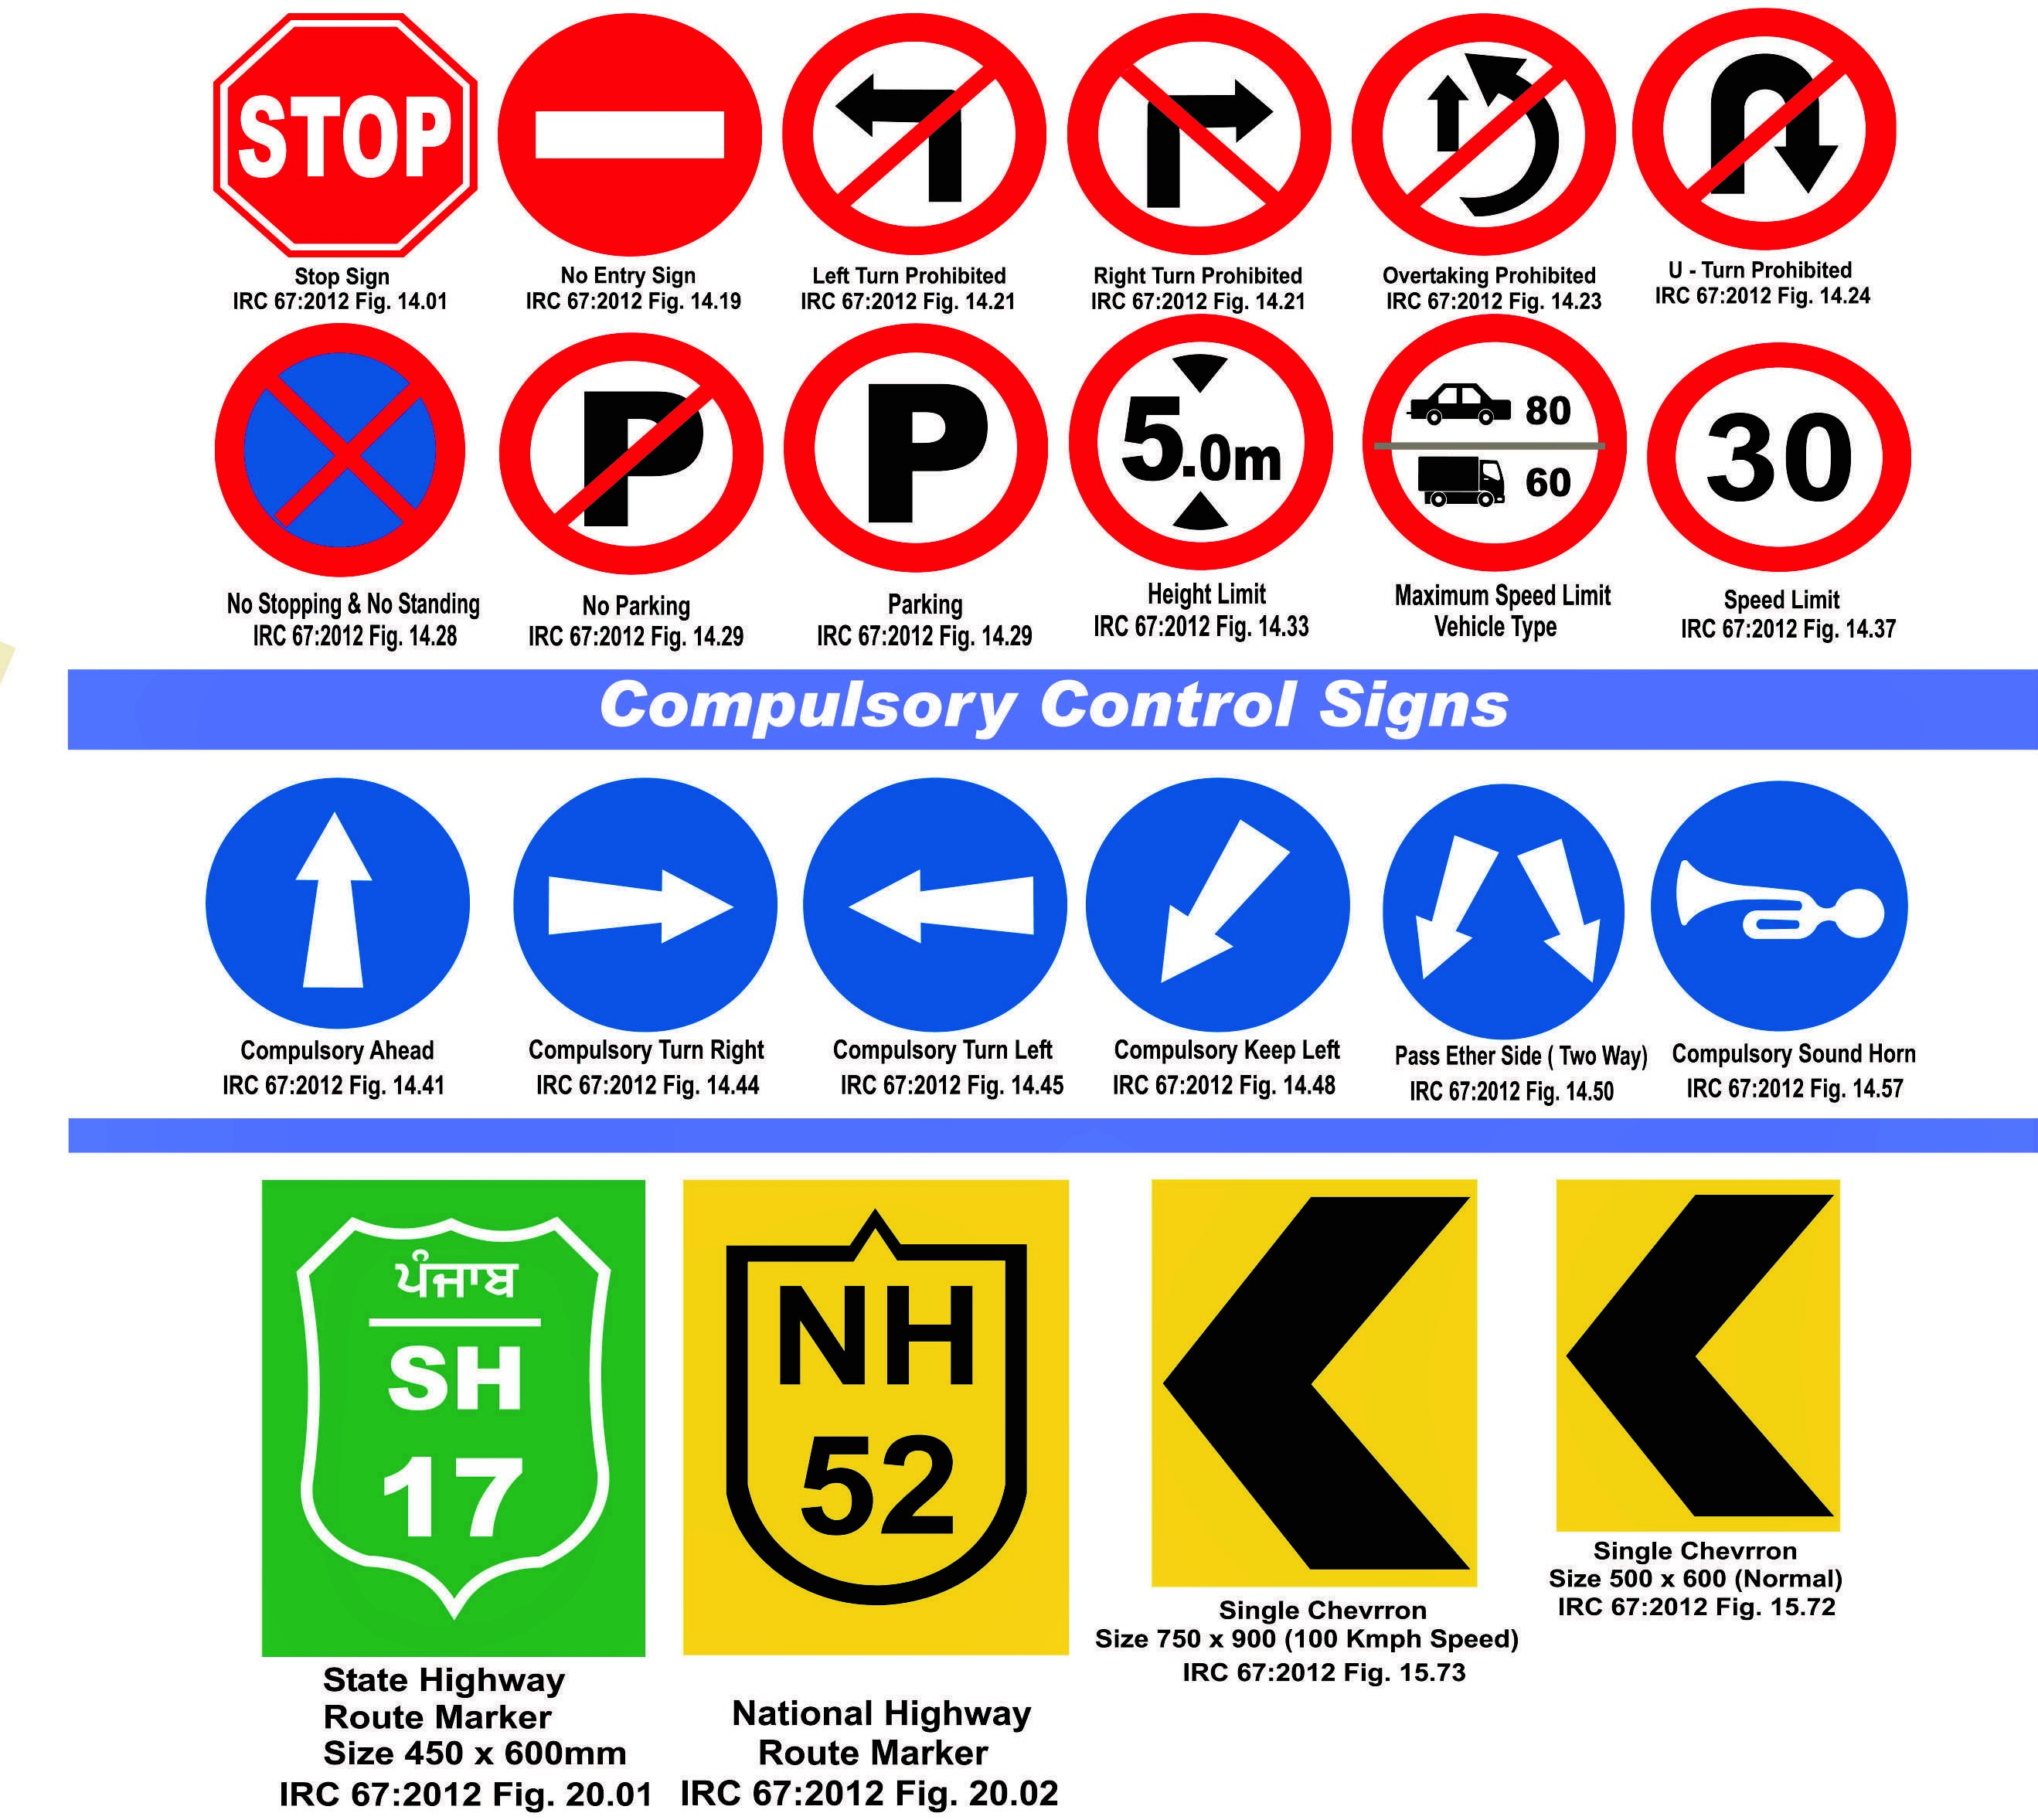 STOP
Stop Sign
IRC 67:2012 Fig. 14.01
No Entry Sign
IRC 67:2012 Fig. 14.19
Left Turn Prohibited
IRC 67:2012 Fig. 14.21
Right Turn Prohibited
IRC 67:2012 Fig. 14.21
Overtaking Prohibited
IRC 67:2012 Fig. 14.23
U - Turn Prohibited
IRC 67:2012 Fig. 14.24
No Stopping & No Standing
IRC 67:2012 Fig. 14.28
P
No Parking
IRC 67:2012 Fig. 14.29
P
Parking
IRC 67:2012 Fig. 14.29
5.0m
Height Limit
IRC 67:2012 Fig. 14.33
80
60
Maximum Speed Limit
Vehicle Type
30
Speed Limit
IRC 67:2012 Fig. 14.37
Compulsory Control Signs
Compulsory Ahead
IRC 67:2012 Fig. 14.41
Compulsory Turn Right
IRC 67:2012 Fig. 14.44
Compulsory Turn Left
IRC 67:2012 Fig. 14.45
Compulsory Keep Left
IRC 67:2012 Fig. 14.48
Pass Ether Side ( Two Way)
IRC 67:2012 Fig. 14.50
Compulsory Sound Horn
IRC 67:2012 Fig. 14.57
ਪੰਜਾਬ
SH
17
State Highway
Route Marker
Size 450 x 600mm
IRC 67:2012 Fig. 20.01
NH
52
National Highway
Route Marker
IRC 67:2012 Fig. 20.02
Single Chevrron
Size 750 x 900 (100 Kmph Speed)
IRC 67:2012 Fig. 15.73
Single Chevrron
Size 500 x 600 (Normal)
IRC 67:2012 Fig. 15.72